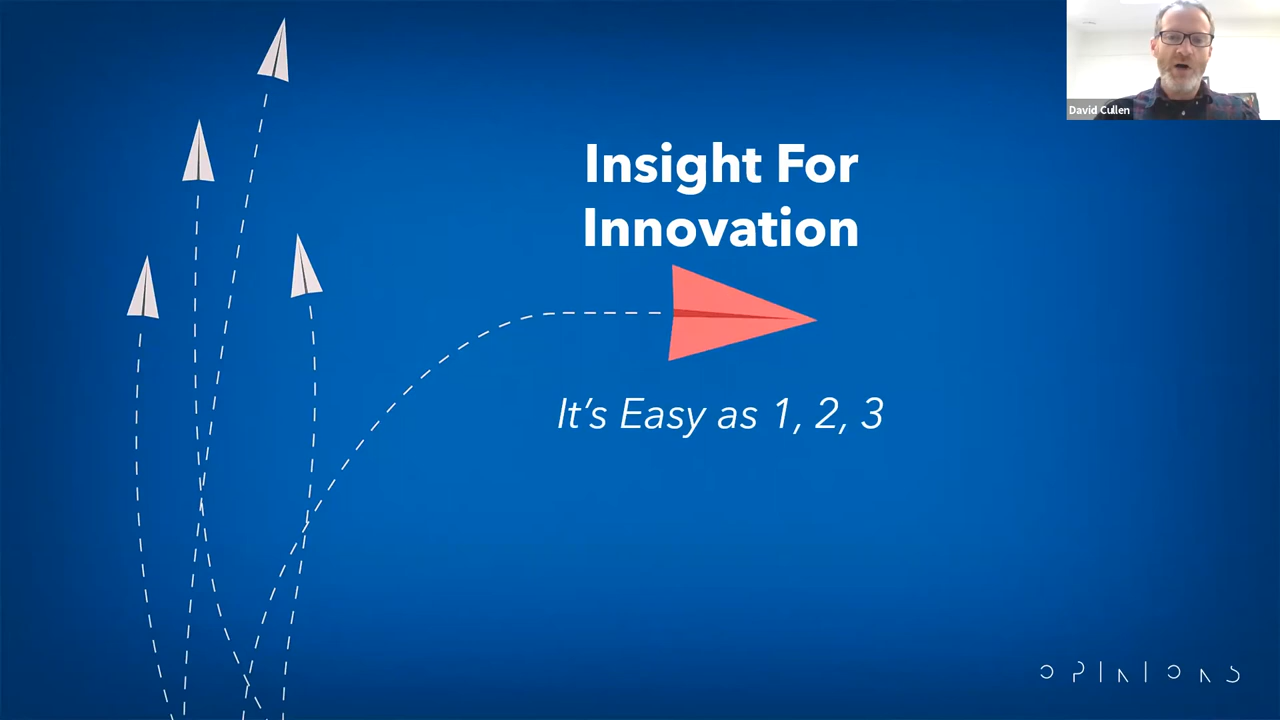 Insight For
Innovation
It's Easy as 1, 2, 3
David Cullen
OPINIONS